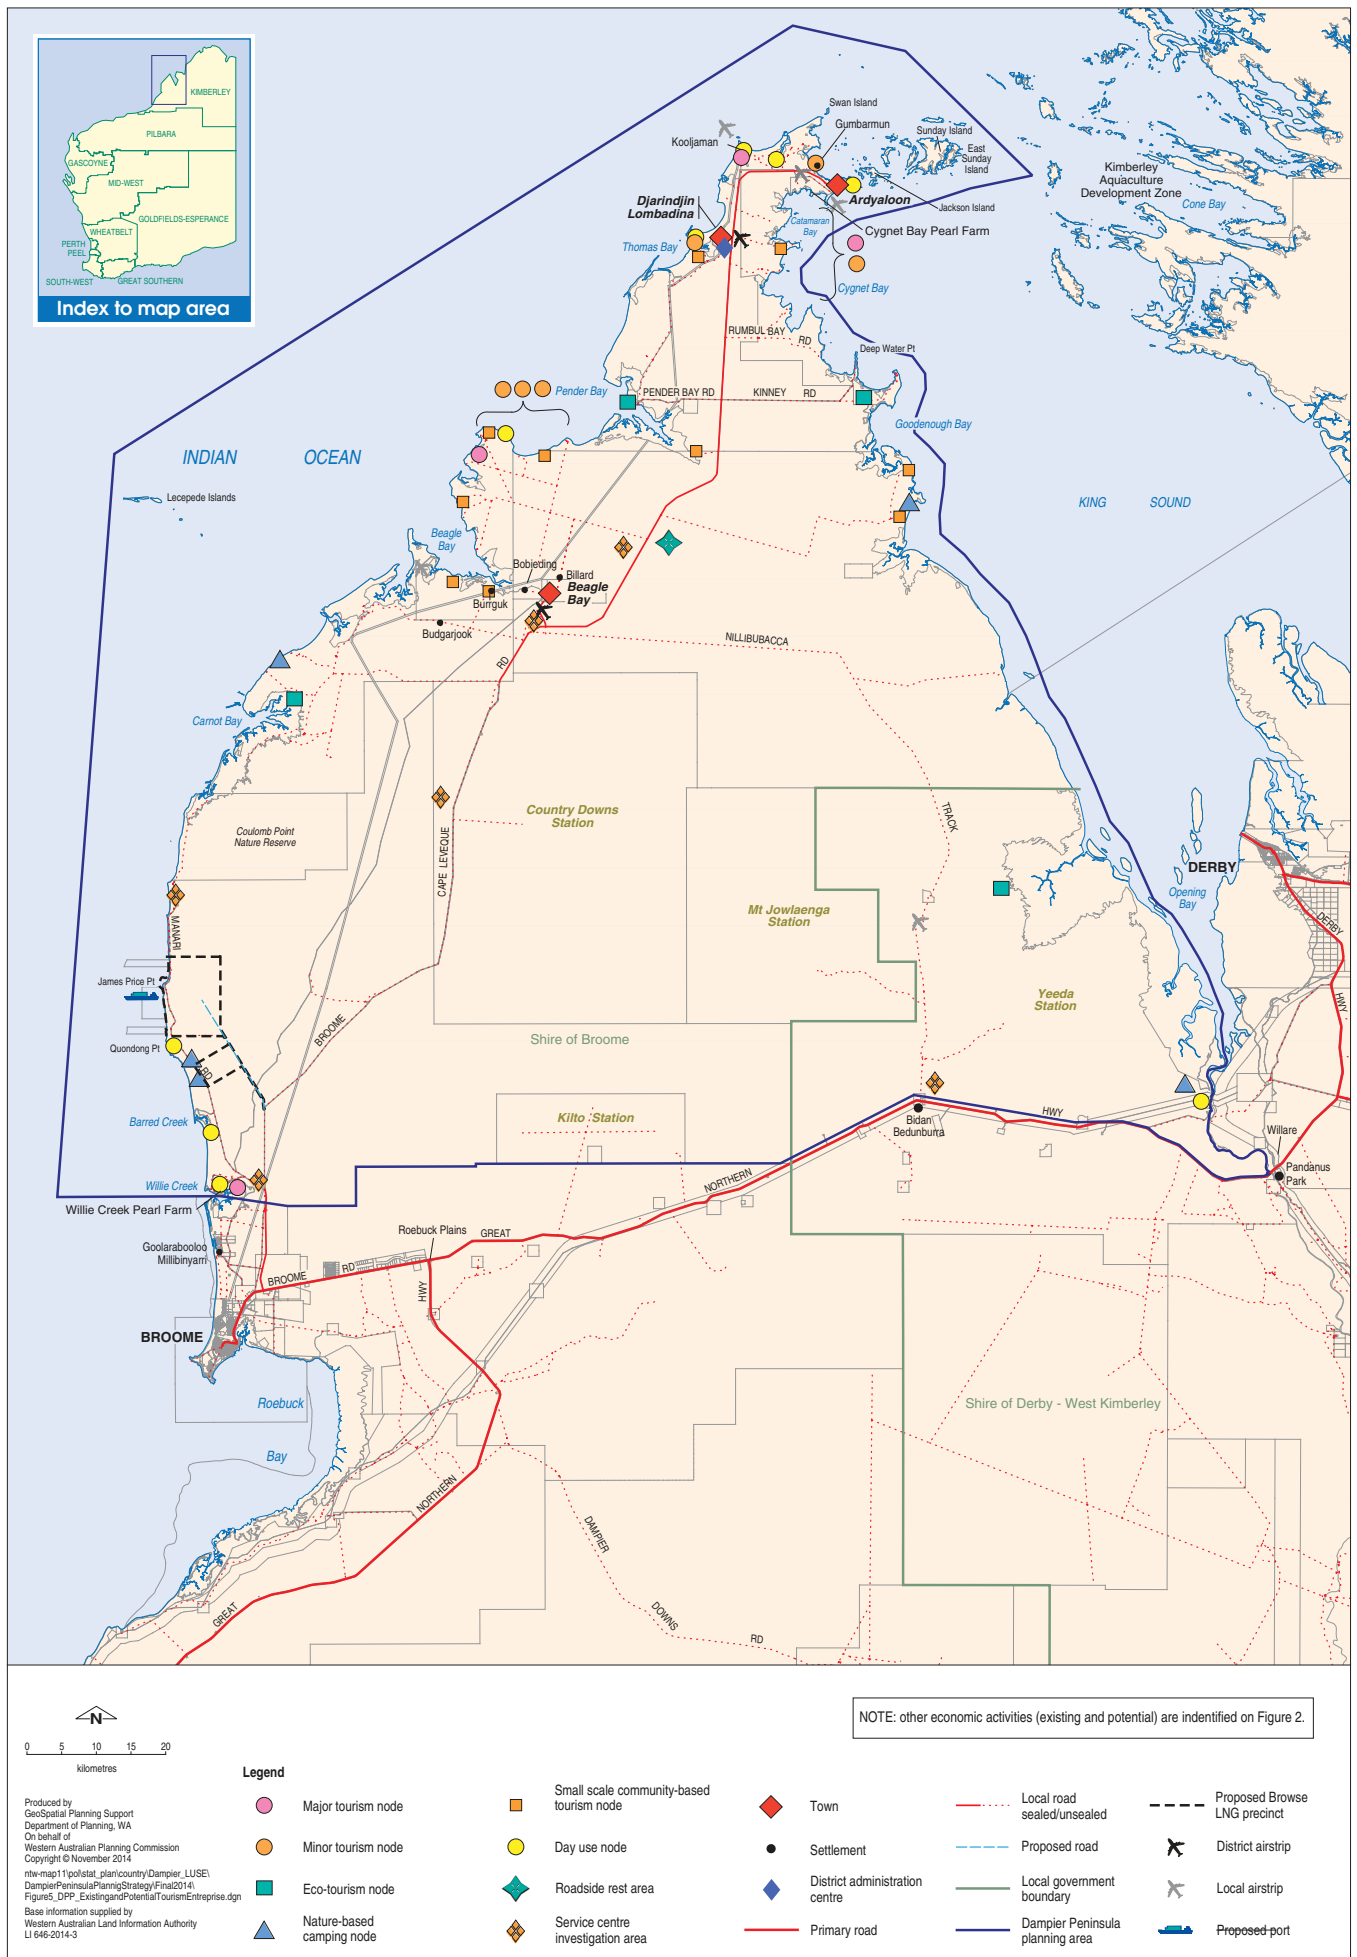 KIMBERLEY
PILBARA
GASCOYNE
MID-WEST
GOLDFIELDS-ESPERANCE
WHEATBELT
PERTH
PEEL
SOUTH-WEST
GREAT SOUTHERN
Index to map area
Swan Island
Gumbarmun
Sunday Island
East
Sunday
Island
Kooljaman
Kimberley
Aquaculture
Development Zone
Cone Bay
Djarindjin
Lombadina
Ardyaloon
Jackson Island
Catamaran
Bay
Cygnet Bay Pearl Farm
Thomas Bay
Cygnet Bay
RUMBUL BAY
RD
Deep Water Pt
Pender Bay
PENDER BAY RD
KINNEY
RD
Goodenough Bay
INDIAN
OCEAN
Lecepede Islands
KING
SOUND
Beagle
Bay
Bobieding
Billard
Beagle
Bay
Burrguk
Budgarjook
NILLIBUBACCA
RD
Carnot Bay
Country Downs
Station
TRACK
Coulomb Point
Nature Reserve
CAPE LEVEQUE
DERBY
Opening
Bay
Mt Jowlaenga
Station
DERBY
MANARI
James Price Pt
Yeeda
Station
HWY
BROOME
Shire of Broome
Quondong Pt
RD
Barred Creek
Kilto Station
Bidan
Bedunburra
HWY
Willare
Pandanus
Park
Willie Creek
NORTHERN
Willie Creek Pearl Farm
Roebuck Plains
GREAT
Goolarabooloo
Millibinyarri
BROOME
RD
HWY
BROOME
Roebuck
Shire of Derby - West Kimberley
Bay
NORTHERN
DAMPIER
GREAT
DOWNS
RD
N
NOTE: other economic activities (existing and potential) are indentified on Figure 2.
0 5 10 15 20
kilometres
Produced by
GeoSpatial Planning Support
Department of Planning, WA
On behalf of
Western Australian Planning Commission
Copyright © November 2014
ntw-map11\pol\stat_plan\country\Dampier_LUSE\
DampierPeninsulaPlannigStrategy\Final2014\
Figure5_DPP_ExistingandPotentialTourismEntreprise.dgn
Base information supplied by
Western Australian Land Information Authority
LI 646-2014-3
Legend
Major tourism node
Minor tourism node
Eco-tourism node
Nature-based
camping node
Small scale community-based
tourism node
Day use node
Roadside rest area
Service centre
investigation area
Town
Settlement
District administration
centre
Primary road
Local road
sealed/unsealed
Proposed road
Local government
boundary
Dampier Peninsula
planning area
Proposed Browse
LNG precinct
District airstrip
Local airstrip
Proposed port